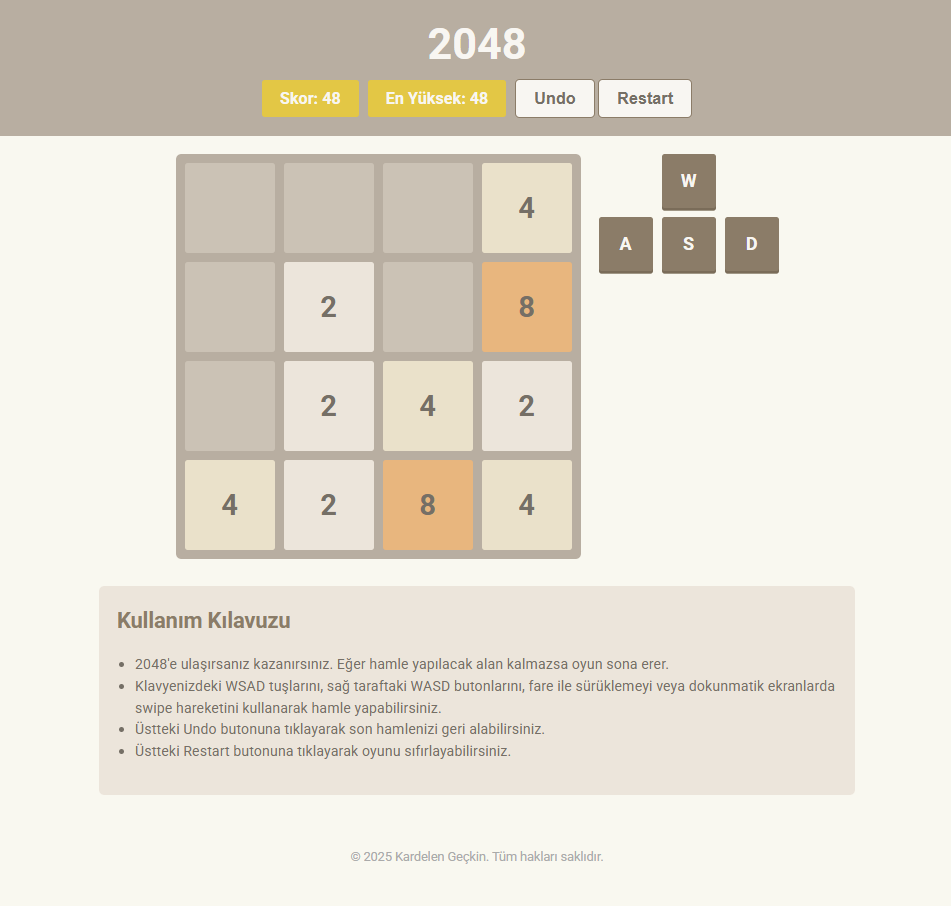 2048
Skor: 48 En Yüksek: 48 Undo Restart
4
2 8
2 4 2
4 2 8 4
W
A S D
Kullanım Kılavuzu
2048'e ulaşırsanız kazanırsınız. Eğer hamle yapılacak alan kalmazsa oyun sona erer.
Klavyenizdeki WSAD tuşlarını, sağ taraftaki WASD butonlarını, fare ile sürüklemeyi veya dokunmatik ekranlarda
swipe hareketini kullanarak hamle yapabilirsiniz.
Üstteki Undo butonuna tıklayarak son hamlenizi geri alabilirsiniz.
Üstteki Restart butonuna tıklayarak oyunu sıfırlayabilirsiniz.
© 2025 Kardelen Geçkin. Tüm hakları saklıdır.